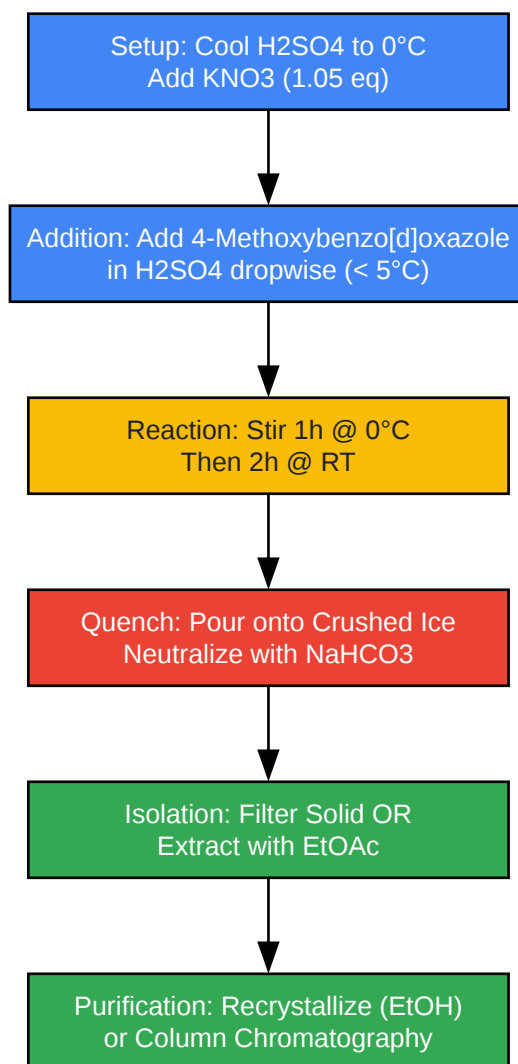 Setup: Cool H2SO4 to 0°C
Add KNO3 (1.05 eq)
Addition: Add 4-Methoxybenzo[d]oxazole
in H2SO4 dropwise (< 5°C)
Reaction: Stir 1h @ 0°C
Then 2h @ RT
Quench: Pour onto Crushed Ice
Neutralize with NaHCO3
Isolation: Filter Solid OR
Extract with EtOAc
Purification: Recrystallize (EtOH)
or Column Chromatography